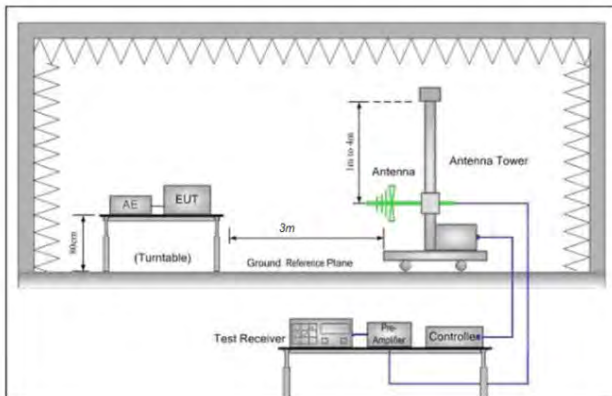 1m to 4m
Antenna
Antenna Tower
AE
EUT
3m
80cm
(Turntable)
Ground Reference Plane
Test Receiver
Pre-
Amplifier
Controller